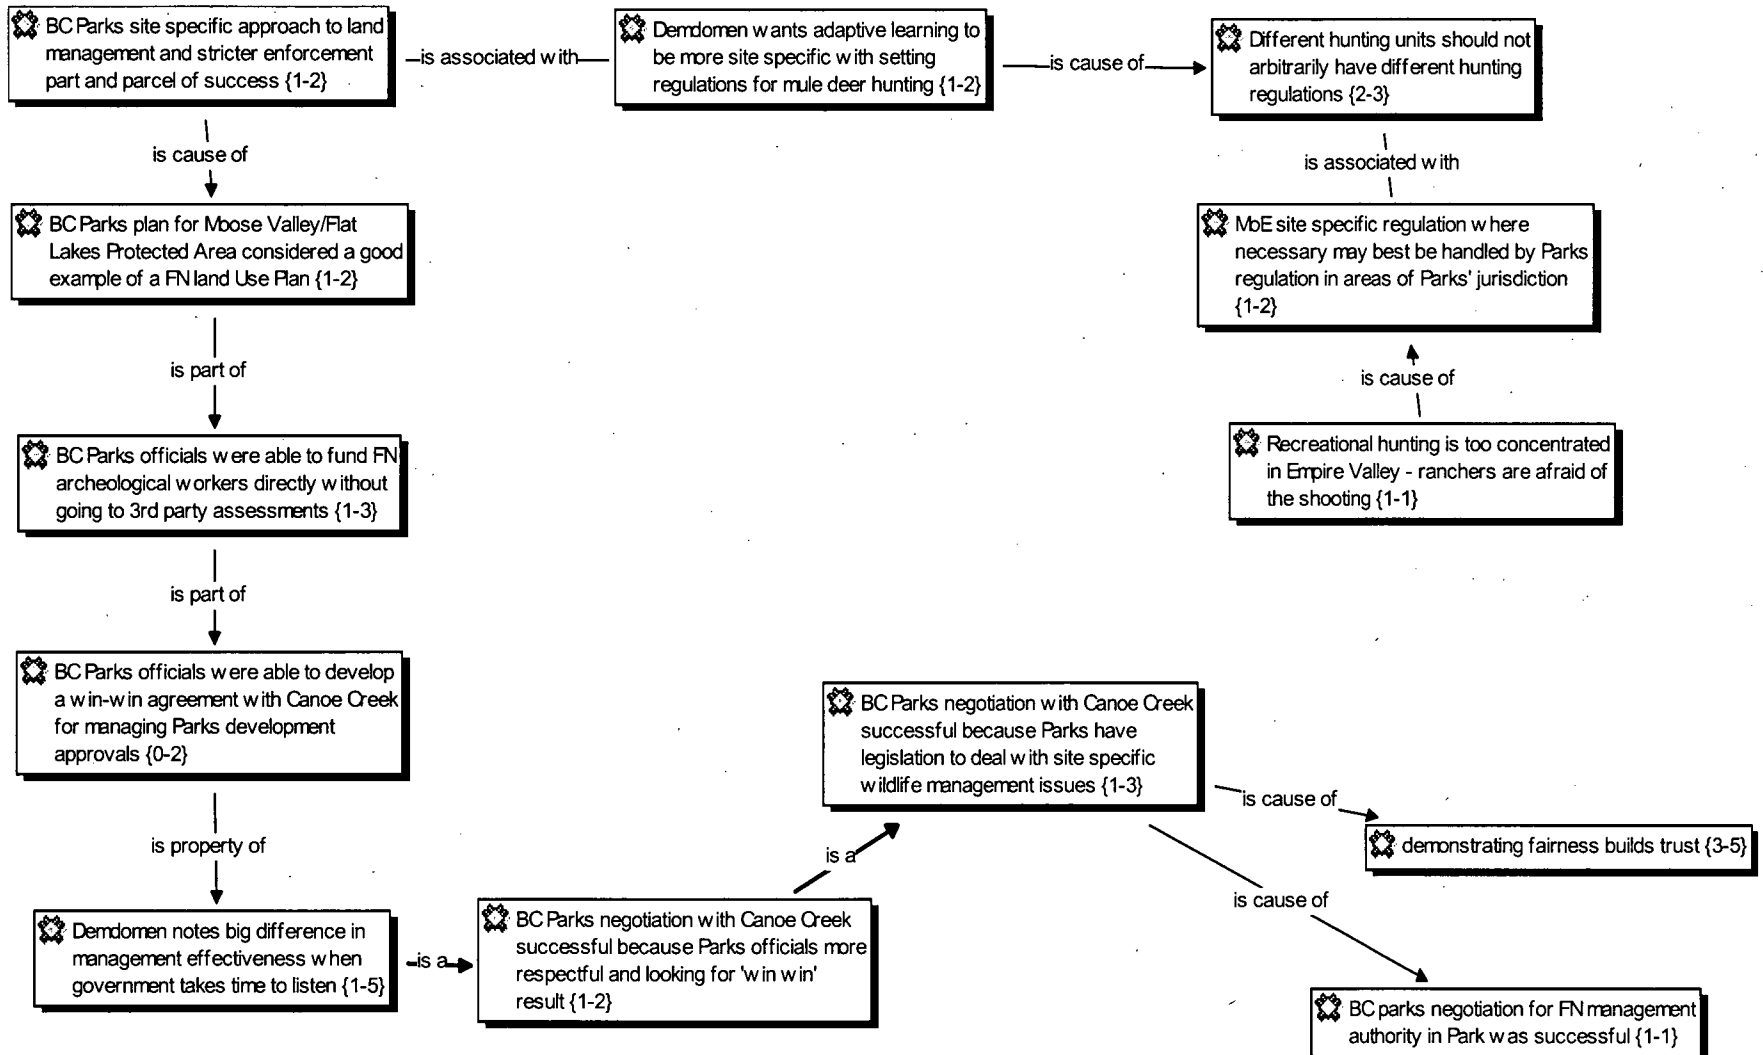 BC Parks site specific approach to land
management and stricter enforcement
part and parcel of success {1-2}
is associated with
Demdomen wants adaptive learning to
be more site specific with setting
regulations for mule deer hunting {1-2}
is cause of
Different hunting units should not
arbitrarily have different hunting
regulations {2-3}
is cause of
is associated with
BC Parks plan for Moose Valley/Flat
Lakes Protected Area considered a good
example of a FN land Use Plan {1-2}
MoE site specific regulation where
necessary may best be handled by Parks
regulation in areas of Parks' jurisdiction
{1-2}
is part of
is cause of
BC Parks officials were able to fund FN
archeological workers directly without
going to 3rd party assessments {1-3}
Recreational hunting is too concentrated
in Empire Valley - ranchers are afraid of
the shooting {1-1}
is part of
BC Parks officials were able to develop
a win-win agreement with Canoe Creek
for managing Parks development
approvals {0-2}
BC Parks negotiation with Canoe Creek
successful because Parks have
legislation to deal with site specific
wildlife management issues {1-3}
is property of
is a
is cause of
demonstrating fairness builds trust {3-5}
is cause of
Demdomen notes big difference in
management effectiveness when
government takes time to listen {1-5}
is a
BC Parks negotiation with Canoe Creek
successful because Parks officials more
respectful and looking for 'win win'
result {1-2}
BC parks negotiation for FN management
authority in Park was successful {1-1}